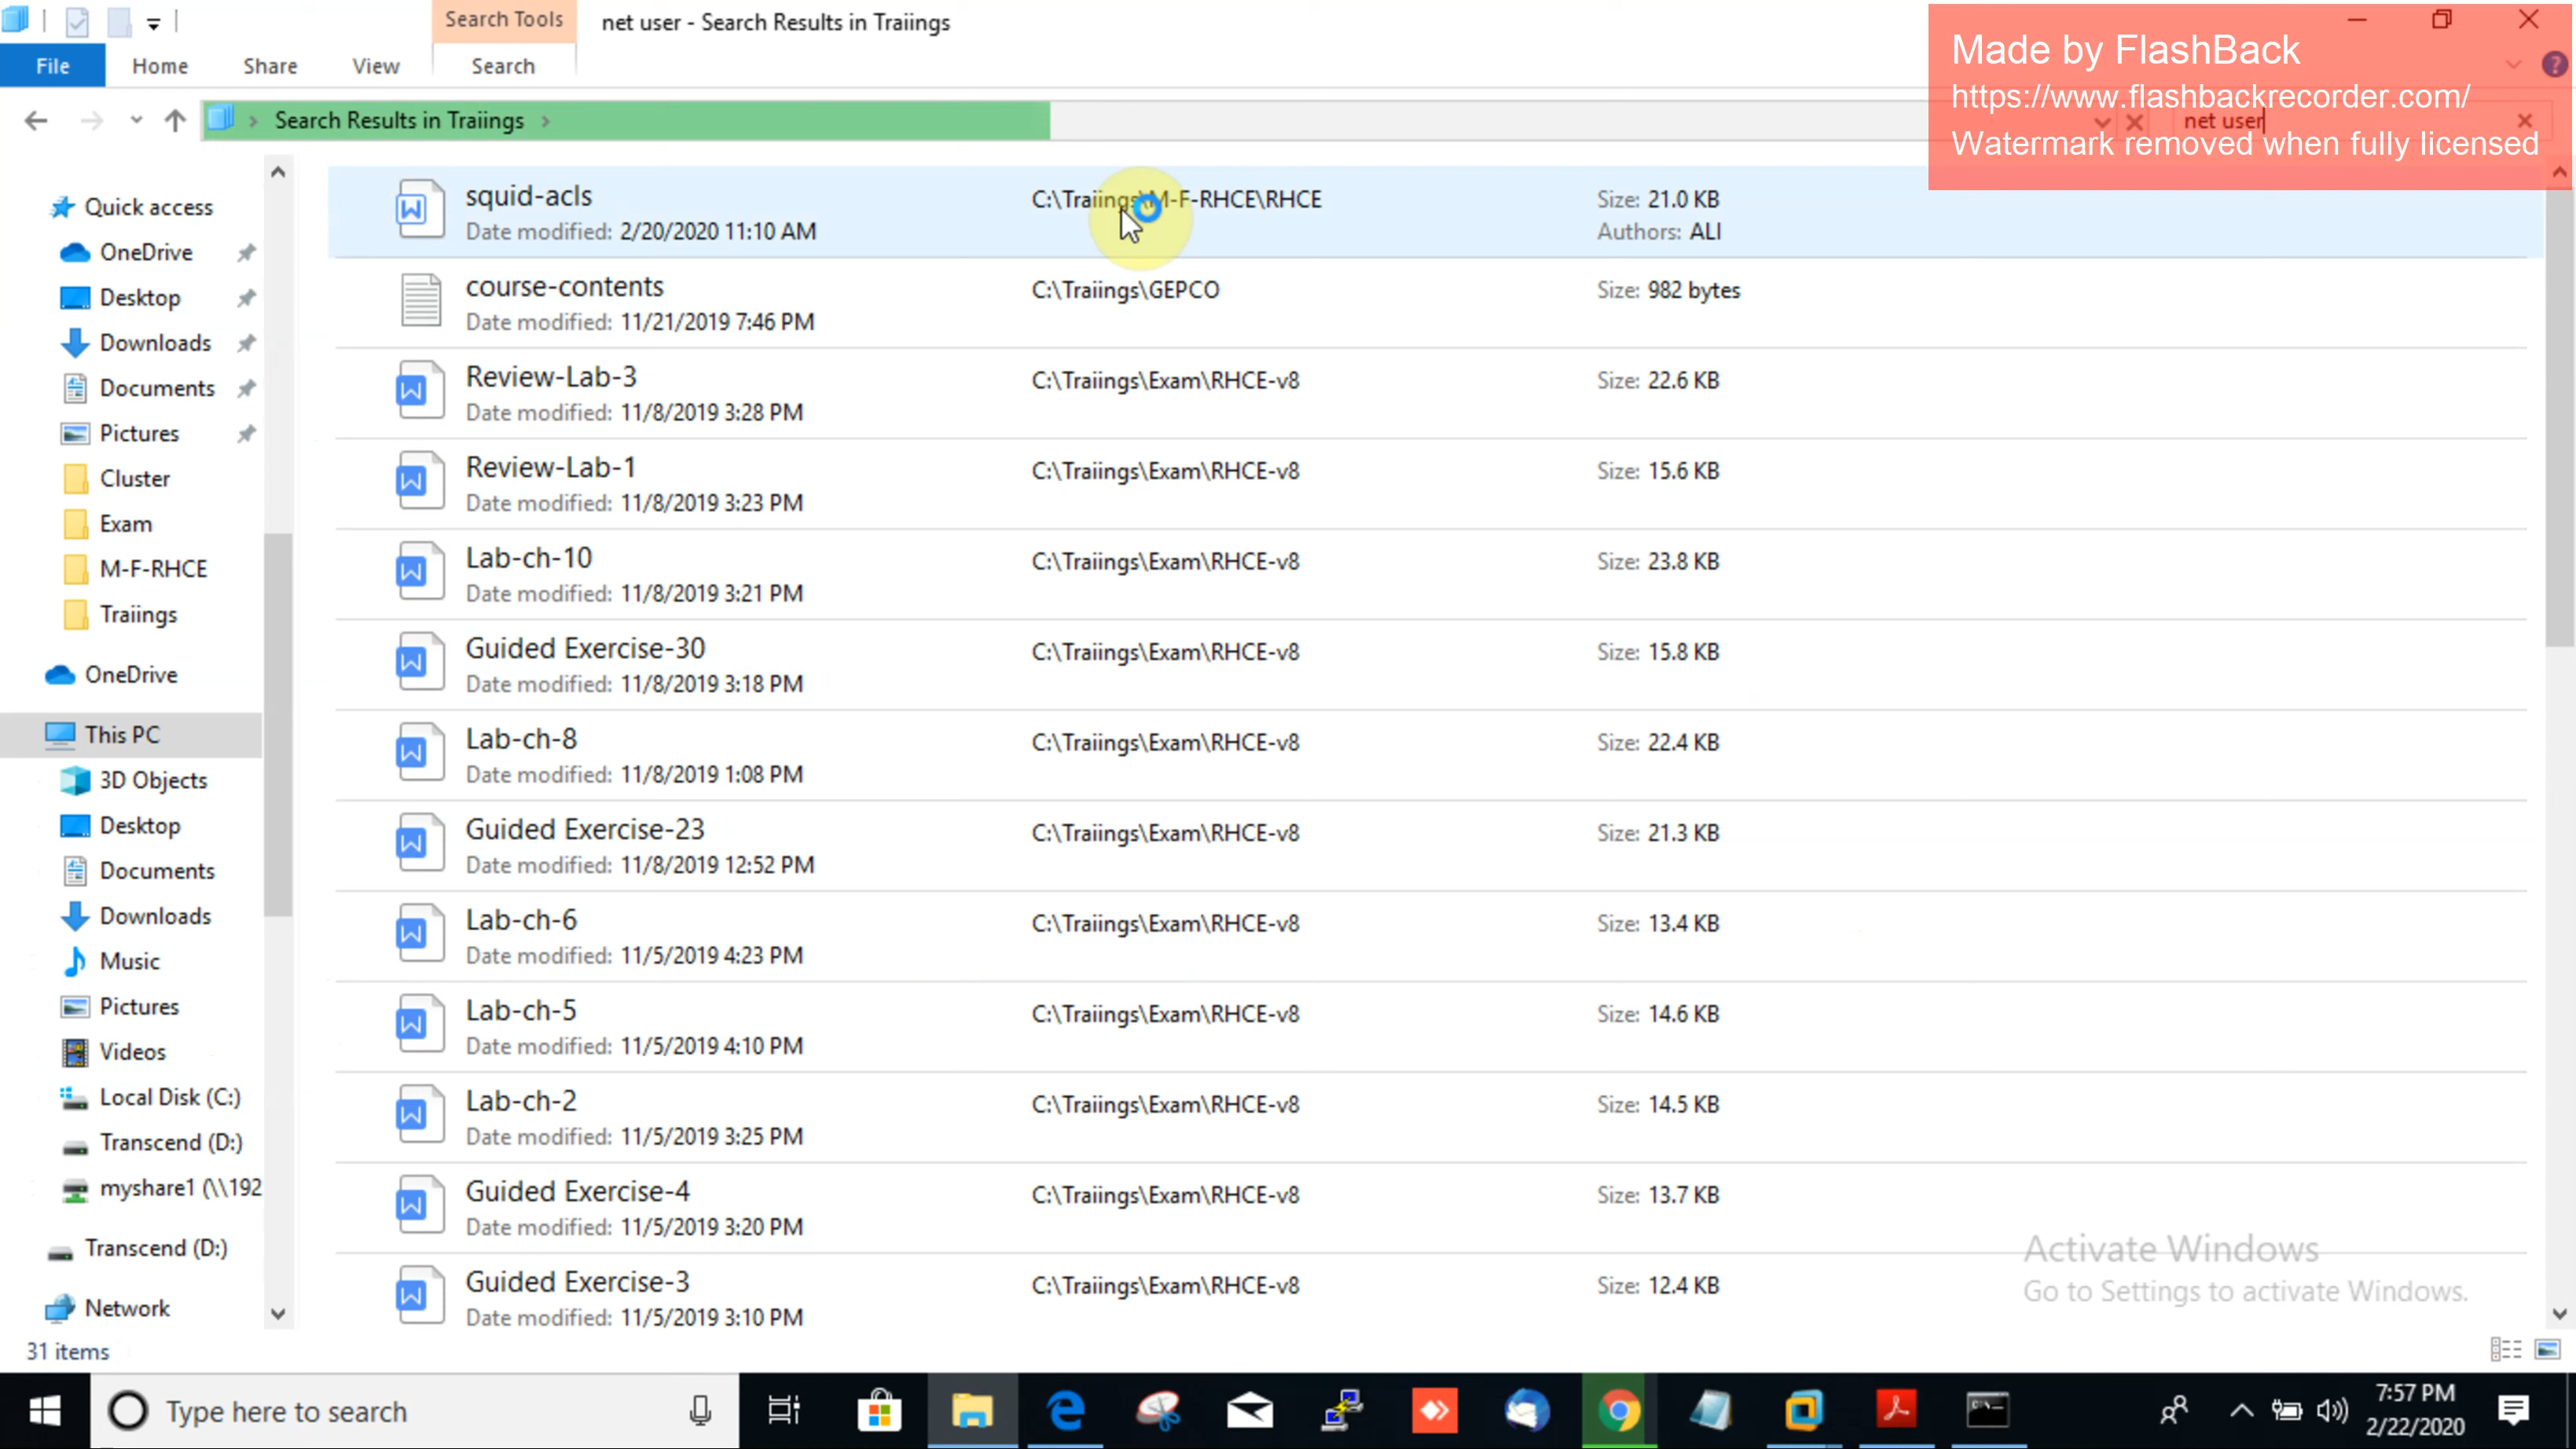 Search Tools
net user - Search Results in Traiings
File
Home
Share
View
Search
Made by FlashBack
https://www.flashbackrecorder.com/
Watermark removed when fully licensed
Search Results in Traiings
net user
Quick access
OneDrive
Desktop
Downloads
Documents
Pictures
Cluster
Exam
M-F-RHCE
Traiings
OneDrive
This PC
3D Objects
Desktop
Documents
Downloads
Music
Pictures
Videos
Local Disk (C:)
Transcend (D:)
myshare1 (\\192
Transcend (D:)
Network
squid-acls C:\Traiings\M-F-RHCE\RHCE Size: 21.0 KB
Date modified: 2/20/2020 11:10 AM Authors: ALI
course-contents C:\Traiings\GEPCO Size: 982 bytes
Date modified: 11/21/2019 7:46 PM
Review-Lab-3 C:\Traiings\Exam\RHCE-v8 Size: 22.6 KB
Date modified: 11/8/2019 3:28 PM
Review-Lab-1 C:\Traiings\Exam\RHCE-v8 Size: 15.6 KB
Date modified: 11/8/2019 3:23 PM
Lab-ch-10 C:\Traiings\Exam\RHCE-v8 Size: 23.8 KB
Date modified: 11/8/2019 3:21 PM
Guided Exercise-30 C:\Traiings\Exam\RHCE-v8 Size: 15.8 KB
Date modified: 11/8/2019 3:18 PM
Lab-ch-8 C:\Traiings\Exam\RHCE-v8 Size: 22.4 KB
Date modified: 11/8/2019 1:08 PM
Guided Exercise-23 C:\Traiings\Exam\RHCE-v8 Size: 21.3 KB
Date modified: 11/8/2019 12:52 PM
Lab-ch-6 C:\Traiings\Exam\RHCE-v8 Size: 13.4 KB
Date modified: 11/5/2019 4:23 PM
Lab-ch-5 C:\Traiings\Exam\RHCE-v8 Size: 14.6 KB
Date modified: 11/5/2019 4:10 PM
Lab-ch-2 C:\Traiings\Exam\RHCE-v8 Size: 14.5 KB
Date modified: 11/5/2019 3:25 PM
Guided Exercise-4 C:\Traiings\Exam\RHCE-v8 Size: 13.7 KB
Date modified: 11/5/2019 3:20 PM
Guided Exercise-3 C:\Traiings\Exam\RHCE-v8 Size: 12.4 KB
Date modified: 11/5/2019 3:10 PM
Activate Windows
Go to Settings to activate Windows.
31 items
Type here to search
7:57 PM
2/22/2020